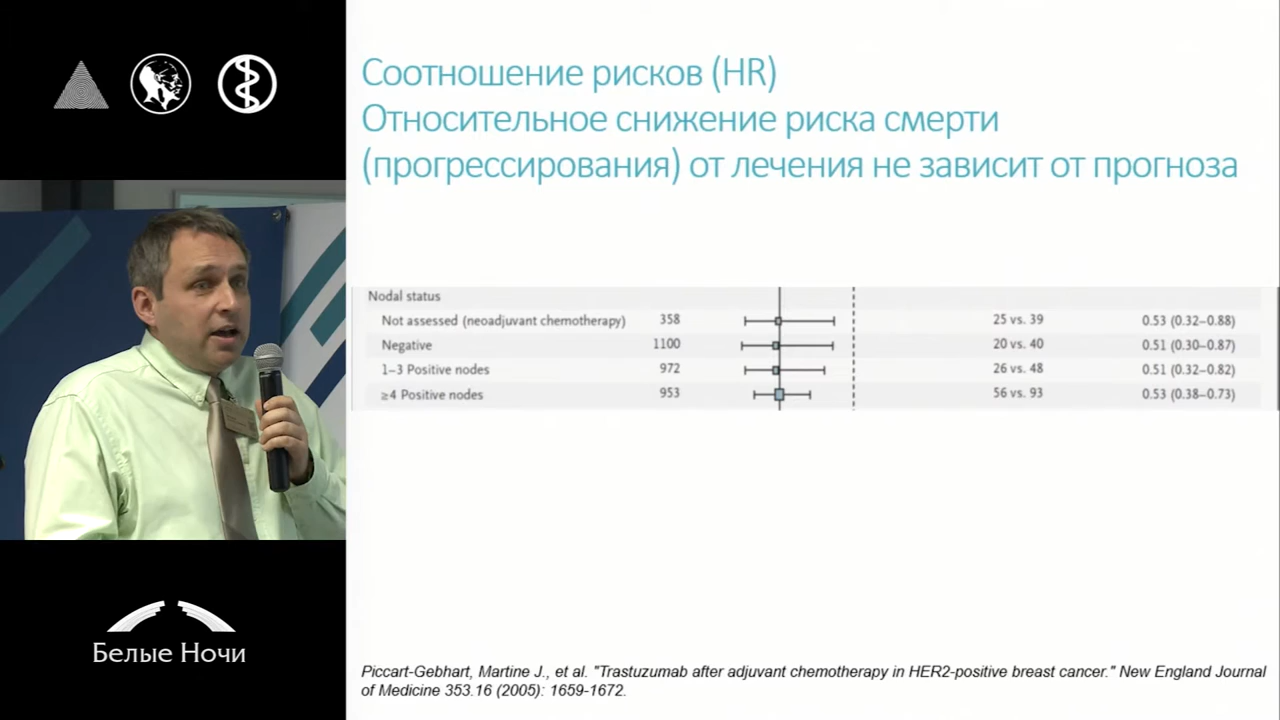 Соотношение рисков (HR)
Относительное снижение риска смерти
(прогрессирования) от лечения не зависит от прогноза
Nodal status
Not assessed (neoadjuvant chemotherapy) 358 25 vs. 39 0.53 (0.32–0.88)
Negative 1100 20 vs. 40 0.51 (0.30–0.87)
1–3 Positive nodes 972 26 vs. 48 0.51 (0.32–0.82)
≥4 Positive nodes 953 56 vs. 93 0.53 (0.38–0.73)
Белые Ночи
Piccart-Gebhart, Martine J., et al. "Trastuzumab after adjuvant chemotherapy in HER2-positive breast cancer." New England Journal
of Medicine 353.16 (2005): 1659-1672.